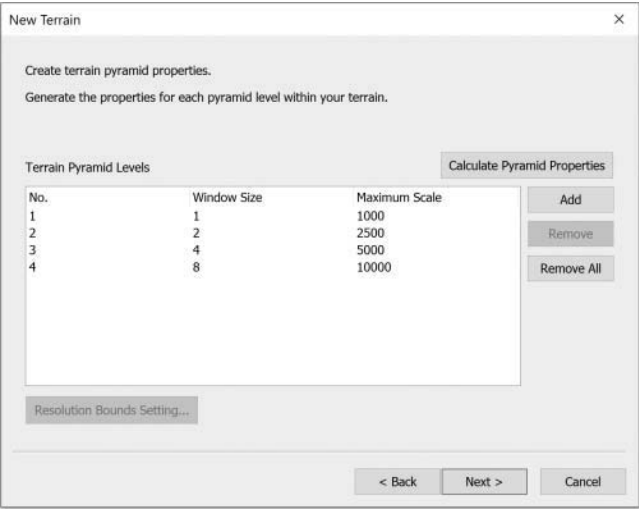 New Terrain
Create terrain pyramid properties.
Generate the properties for each pyramid level within your terrain.
Terrain Pyramid Levels
Calculate Pyramid Properties
No. Window Size Maximum Scale
1 1 1000
2 2 2500
3 4 5000
4 8 10000
Add
Remove
Remove All
Resolution Bounds Setting...
< Back Next > Cancel